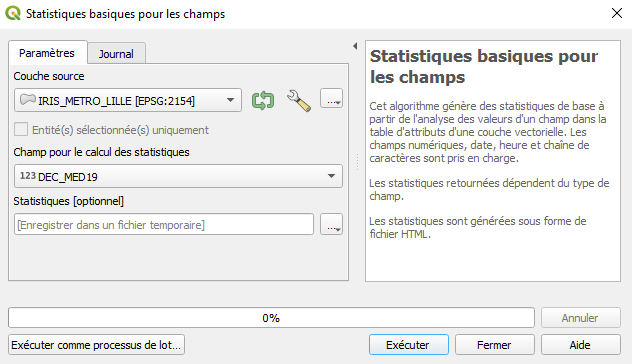 Statistiques basiques pour les champs
Paramètres
Journal
Couche source
IRIS_METRO_LILLE [EPSG:2154]
...
Entité(s) sélectionnée(s) uniquement
Champ pour le calcul des statistiques
123 DEC_MED19
Statistiques [optionnel]
[Enregistrer dans un fichier temporaire]
...
Statistiques basiques pour
les champs
Cet algorithme génère des statistiques de base à
partir de l'analyse des valeurs d'un champ dans la
table d'attributs d'une couche vectorielle. Les
champs numériques, date, heure et chaîne de
caractères sont pris en charge.
Les statistiques retournées dépendent du type de
champ.
Les statistiques sont générées sous forme de
fichier HTML.
0%
Annuler
Exécuter comme processus de lot...
Exécuter
Fermer
Aide